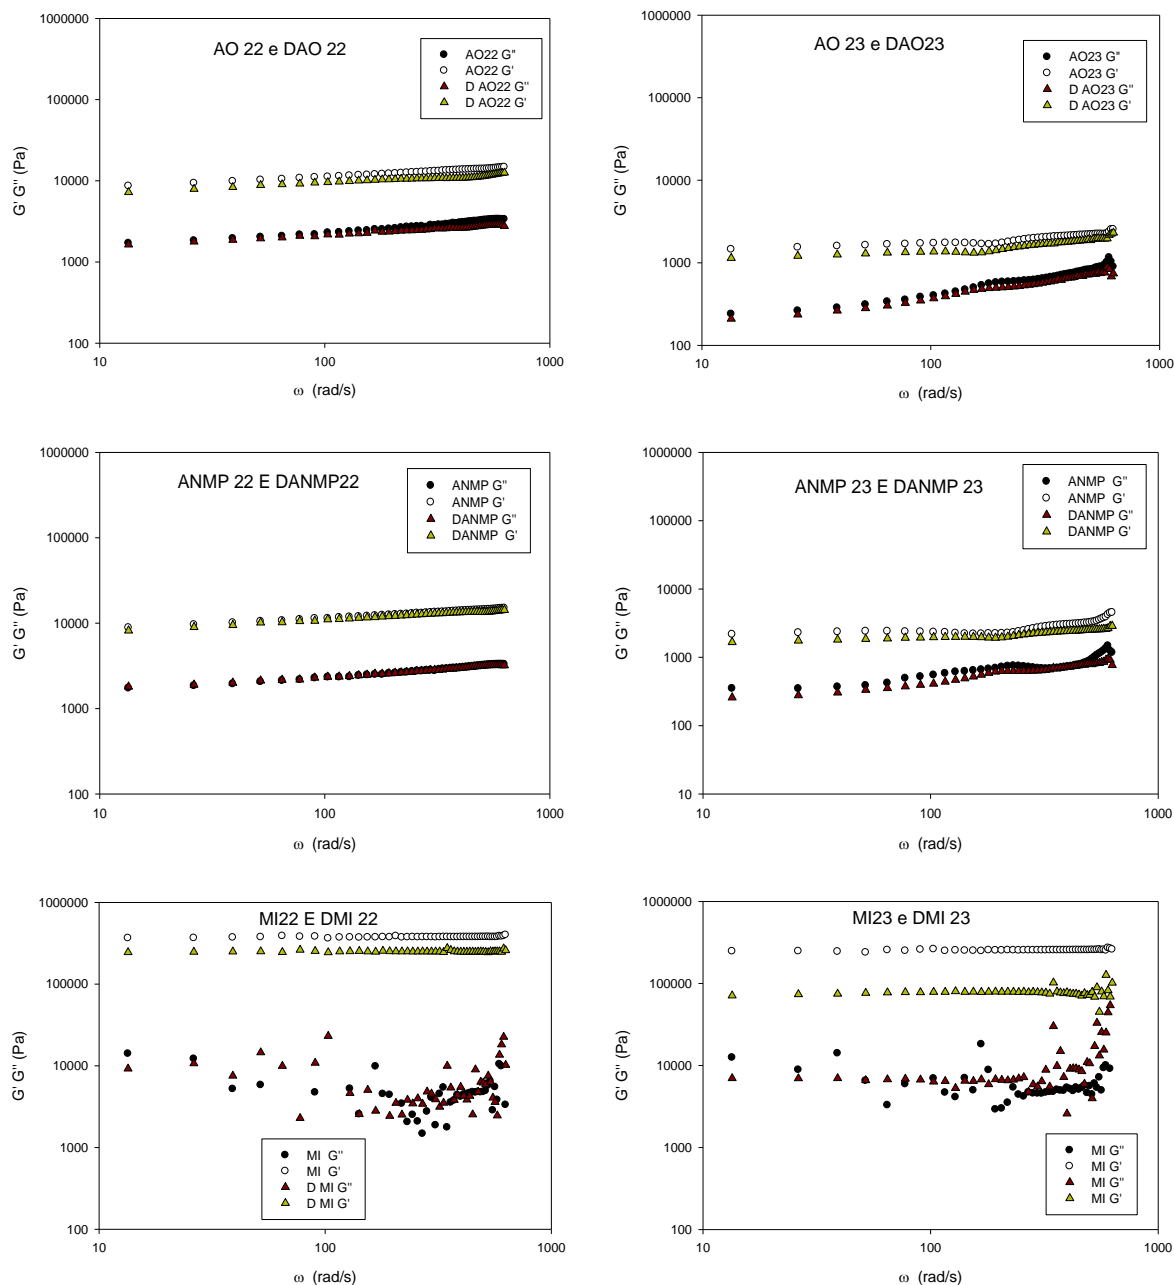 AO 22 e DAO 22
AO22 G"
AO22 G'
D AO22 G"
D AO22 G'
G' G" (Pa)
1000000
100000
10000
1000
100
10
100
1000
ω (rad/s)
AO 23 e DAO23
AO23 G"
AO23 G'
D AO23 G"
D AO23 G'
G' G" (Pa)
1000000
100000
10000
1000
100
10
100
1000
ω (rad/s)
ANMP 22 E DANMP22
ANMP G"
ANMP G'
DANMP G"
DANMP G'
G' G" (Pa)
1000000
100000
10000
1000
100
10
100
1000
ω (rad/s)
ANMP 23 E DANMP 23
ANMP G"
ANMP G'
DANMP G"
DANMP G'
G' G" (Pa)
1000000
100000
10000
1000
100
10
10
100
1000
ω (rad/s)
MI22 E DMI 22
MI G"
MI G'
D MI G"
D MI G'
G' G" (Pa)
1000000
100000
10000
1000
100
10
100
1000
ω (rad/s)
MI23 e DMI 23
MI G"
MI G'
MI G"
MI G'
G' G" (Pa)
1000000
100000
10000
1000
100
10
100
1000
ω (rad/s)